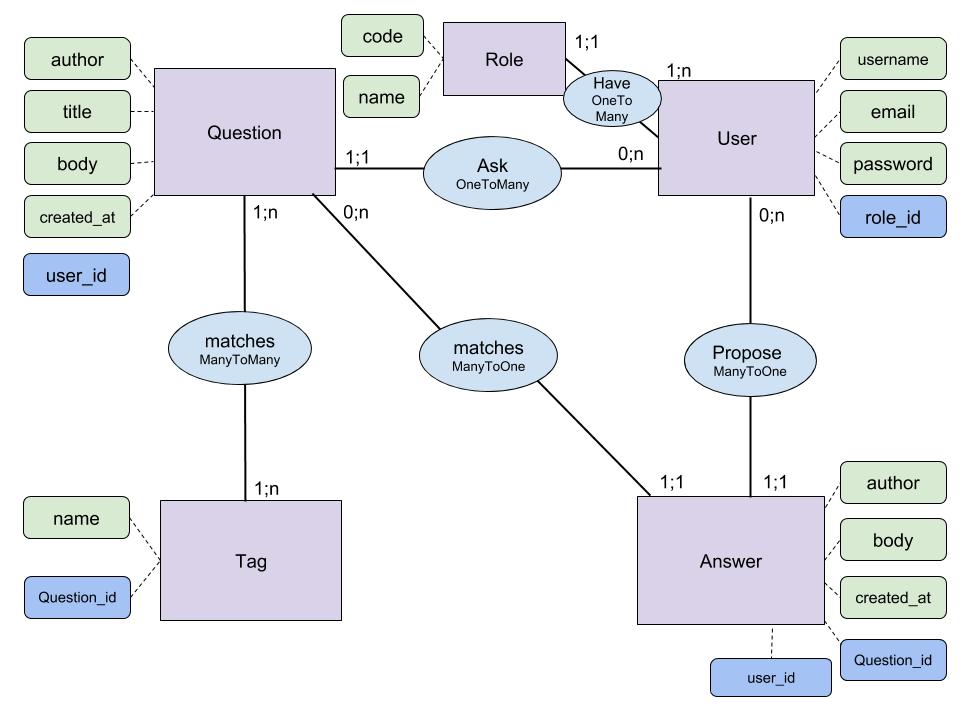 code
Role
1;1
author
username
Have
OneTo
Many
1;n
name
title
Question
User
email
body
1;1
Ask
OneToMany
0;n
password
created_at
1;n
0;n
0;n
role_id
user_id
matches
ManyToMany
matches
ManyToOne
Propose
ManyToOne
1;n
1;1
1;1
author
name
Tag
Answer
body
Question_id
created_at
Question_id
user_id